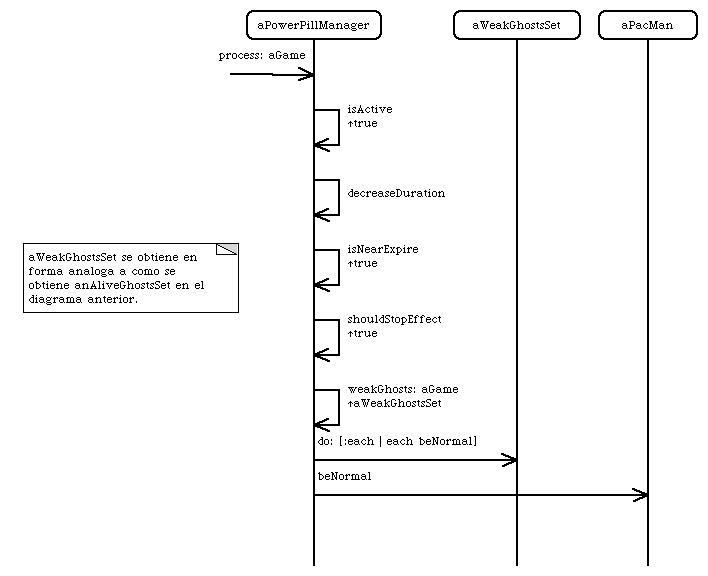 aPowerPillManager
aWeakGhostsSet
aPacMan
process: aGame
isActive
↑true
decreaseDuration
isNearExpire
↑true
aWeakGhostsSet se obtiene en
forma analoga a como se
obtiene anAliveGhostsSet en el
diagrama anterior.
shouldStopEffect
↑true
weakGhosts: aGame
↑aWeakGhostsSet
do: [:each | each beNormal]
beNormal